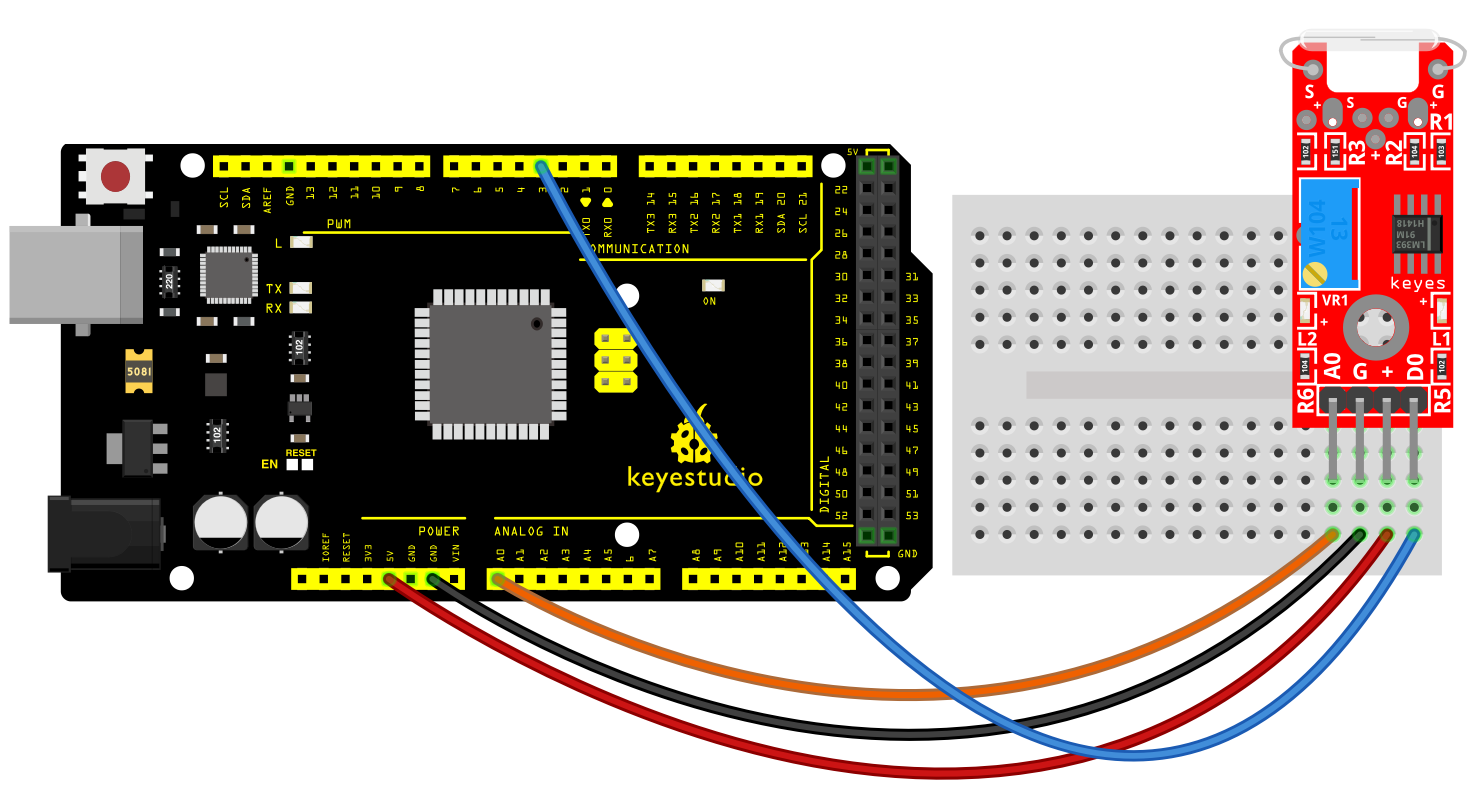 S G
+ S G +
R1
102 151 R3 + R2 104 103
5V
SCL SDA AREF GND 13 12 11 10 9 8
7 6 5 4 3 2 1 0
TX0 RX0
TX3 14 RX3 15 TX2 16 RX2 17 TX1 18 RX1 19 SDA 20 SCL 21
PWM
L
OMMUNICATION
TX
RX
ON
220
102
508I
102
RESET
EN
keyestudio
DIGITAL
22
24
26
28
30 31
32 33
34 35
36 37
38 39
40 41
42 43
44 45
46 47
48 49
50 51
52 53
GND
POWER
ANALOG IN
IOREF RESET 3V3 5V GND GND VIN
A0 A1 A2 A3 A4 A5 6 A7
A8 A9 A10 A11 A12 13 A14 A15
W104
13
LM393
91M
H1418
keyes
VR1 +
+
L2 L1
104 A0 G + D0 102
R6 R5